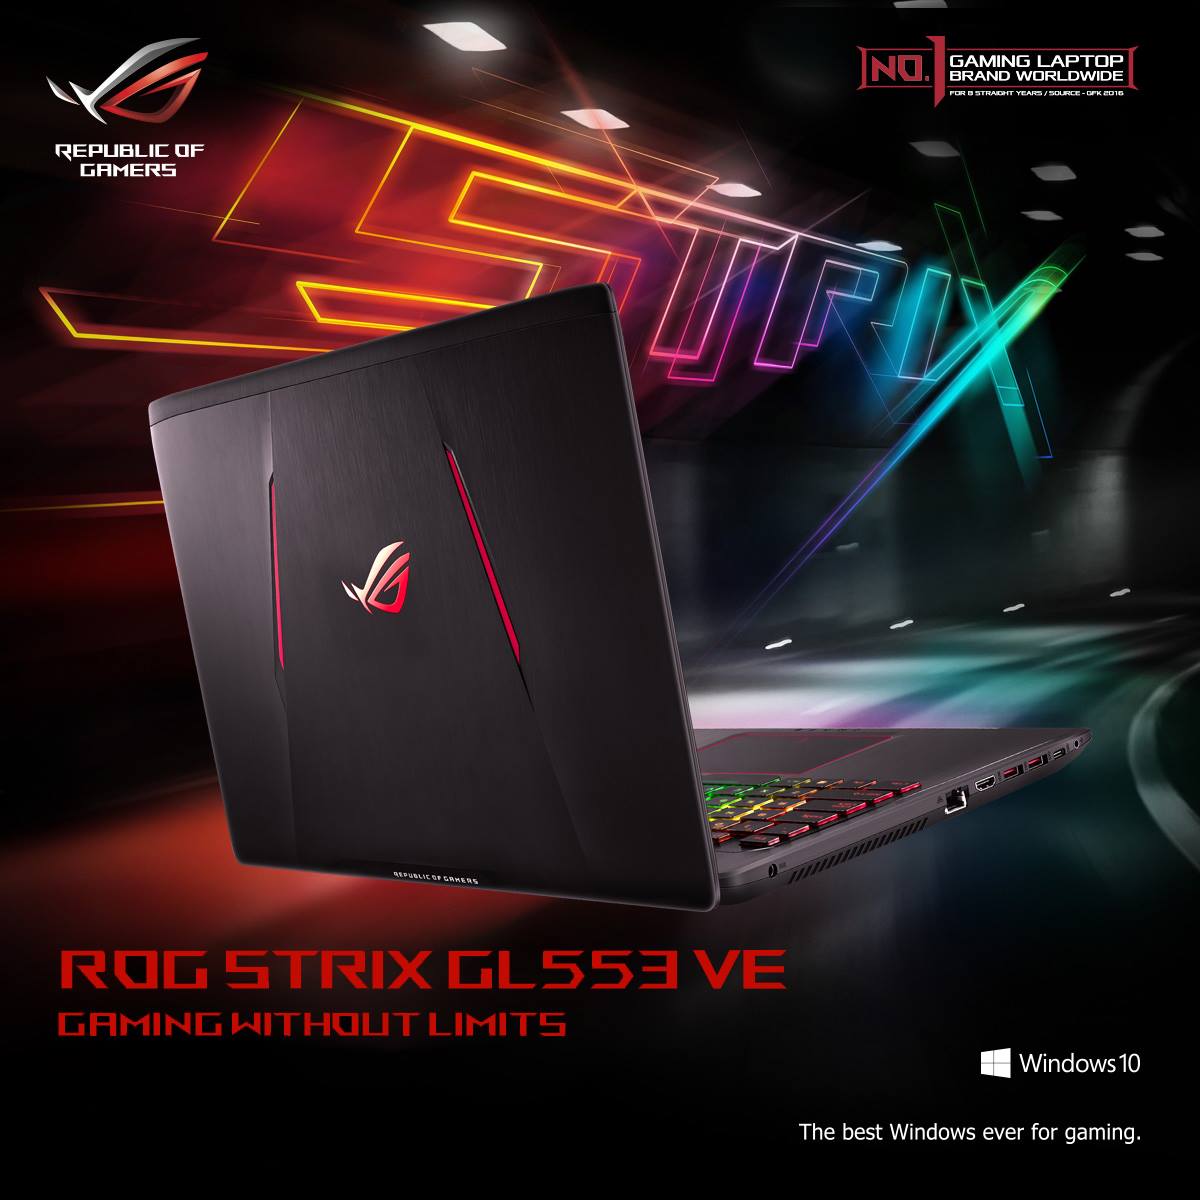 REPUBLIC OF
GAMERS
NO.1 GAMING LAPTOP
BRAND WORLDWIDE
FOR 8 STRAIGHT YEARS / SOURCE - GFK 2016
STRIX
REPUBLIC OF GAMERS
ROG STRIX GL553 VE
GAMING WITHOUT LIMITS
Windows 10
The best Windows ever for gaming.